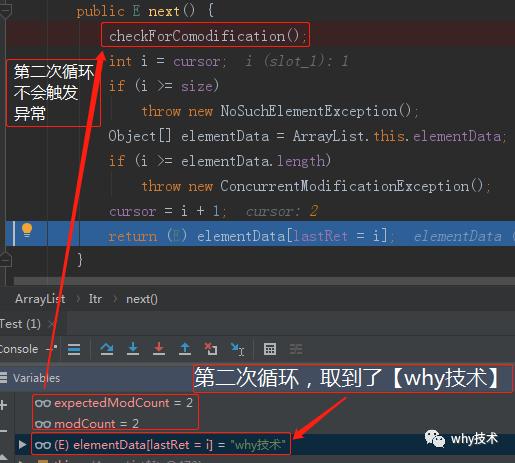 public E next() {
checkForComodification();
int i = cursor; i (slot_1): 1
第二次循环
不会触发
异常
if (i >= size)
throw new NoSuchElementException();
Object[] elementData = ArrayList.this.elementData;
if (i >= elementData.length)
throw new ConcurrentModificationException();
cursor = i + 1; cursor: 2
return (E) elementData[lastRet = i]; elementData (
}
ArrayList › Itr › next()
Test (1)
Console
Variables
第二次循环，取到了【why技术】
expectedModCount = 2
modCount = 2
(E) elementData[lastRet = i] = "why技术"
why技术